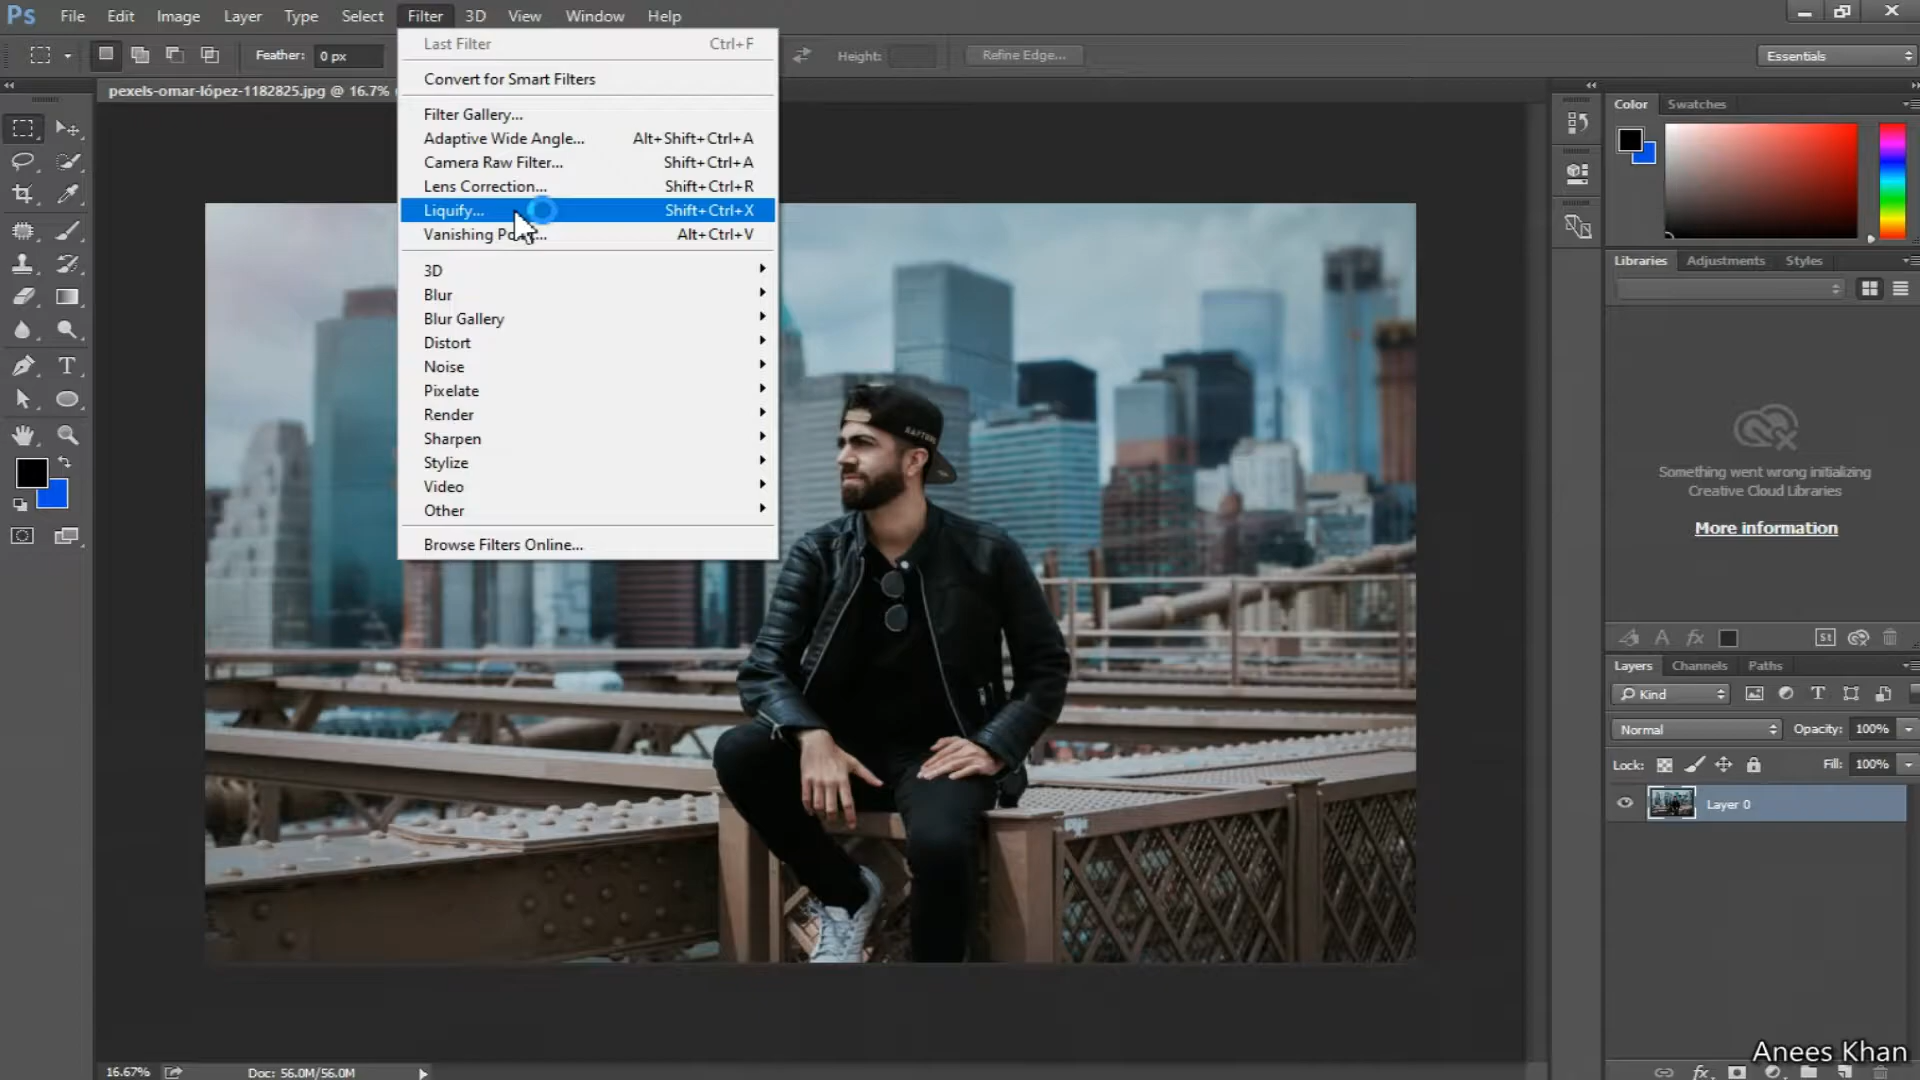 Ps File Edit Image Layer Type Select Filter 3D View Window Help
Feather: 0 px Height: Refine Edge... Essentials
pexels-omar-lópez-1182825.jpg @ 16.7%
Last Filter Ctrl+F
Convert for Smart Filters
Filter Gallery...
Adaptive Wide Angle... Alt+Shift+Ctrl+A
Camera Raw Filter... Shift+Ctrl+A
Lens Correction... Shift+Ctrl+R
Liquify... Shift+Ctrl+X
Vanishing Alt+Ctrl+V
3D
Blur
Blur Gallery
Distort
Noise
Pixelate
Render
Sharpen
Stylize
Video
Other
Browse Filters Online...
Color Swatches
Libraries Adjustments Styles
Something went wrong initializing
Creative Cloud Libraries
More information
St
Layers Channels Paths
Kind
Normal Opacity: 100%
Lock: Fill: 100%
Layer 0
16.67% Doc: 56.0M/56.0M
Anees Khan